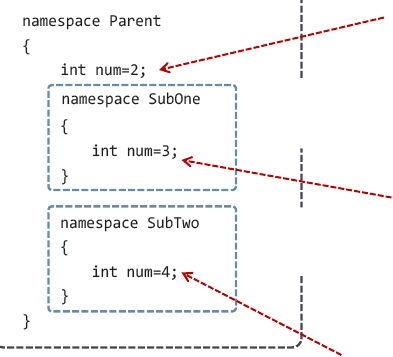 namespace Parent
{
int num=2;
namespace SubOne
{
int num=3;
}
namespace SubTwo
{
int num=4;
}
}